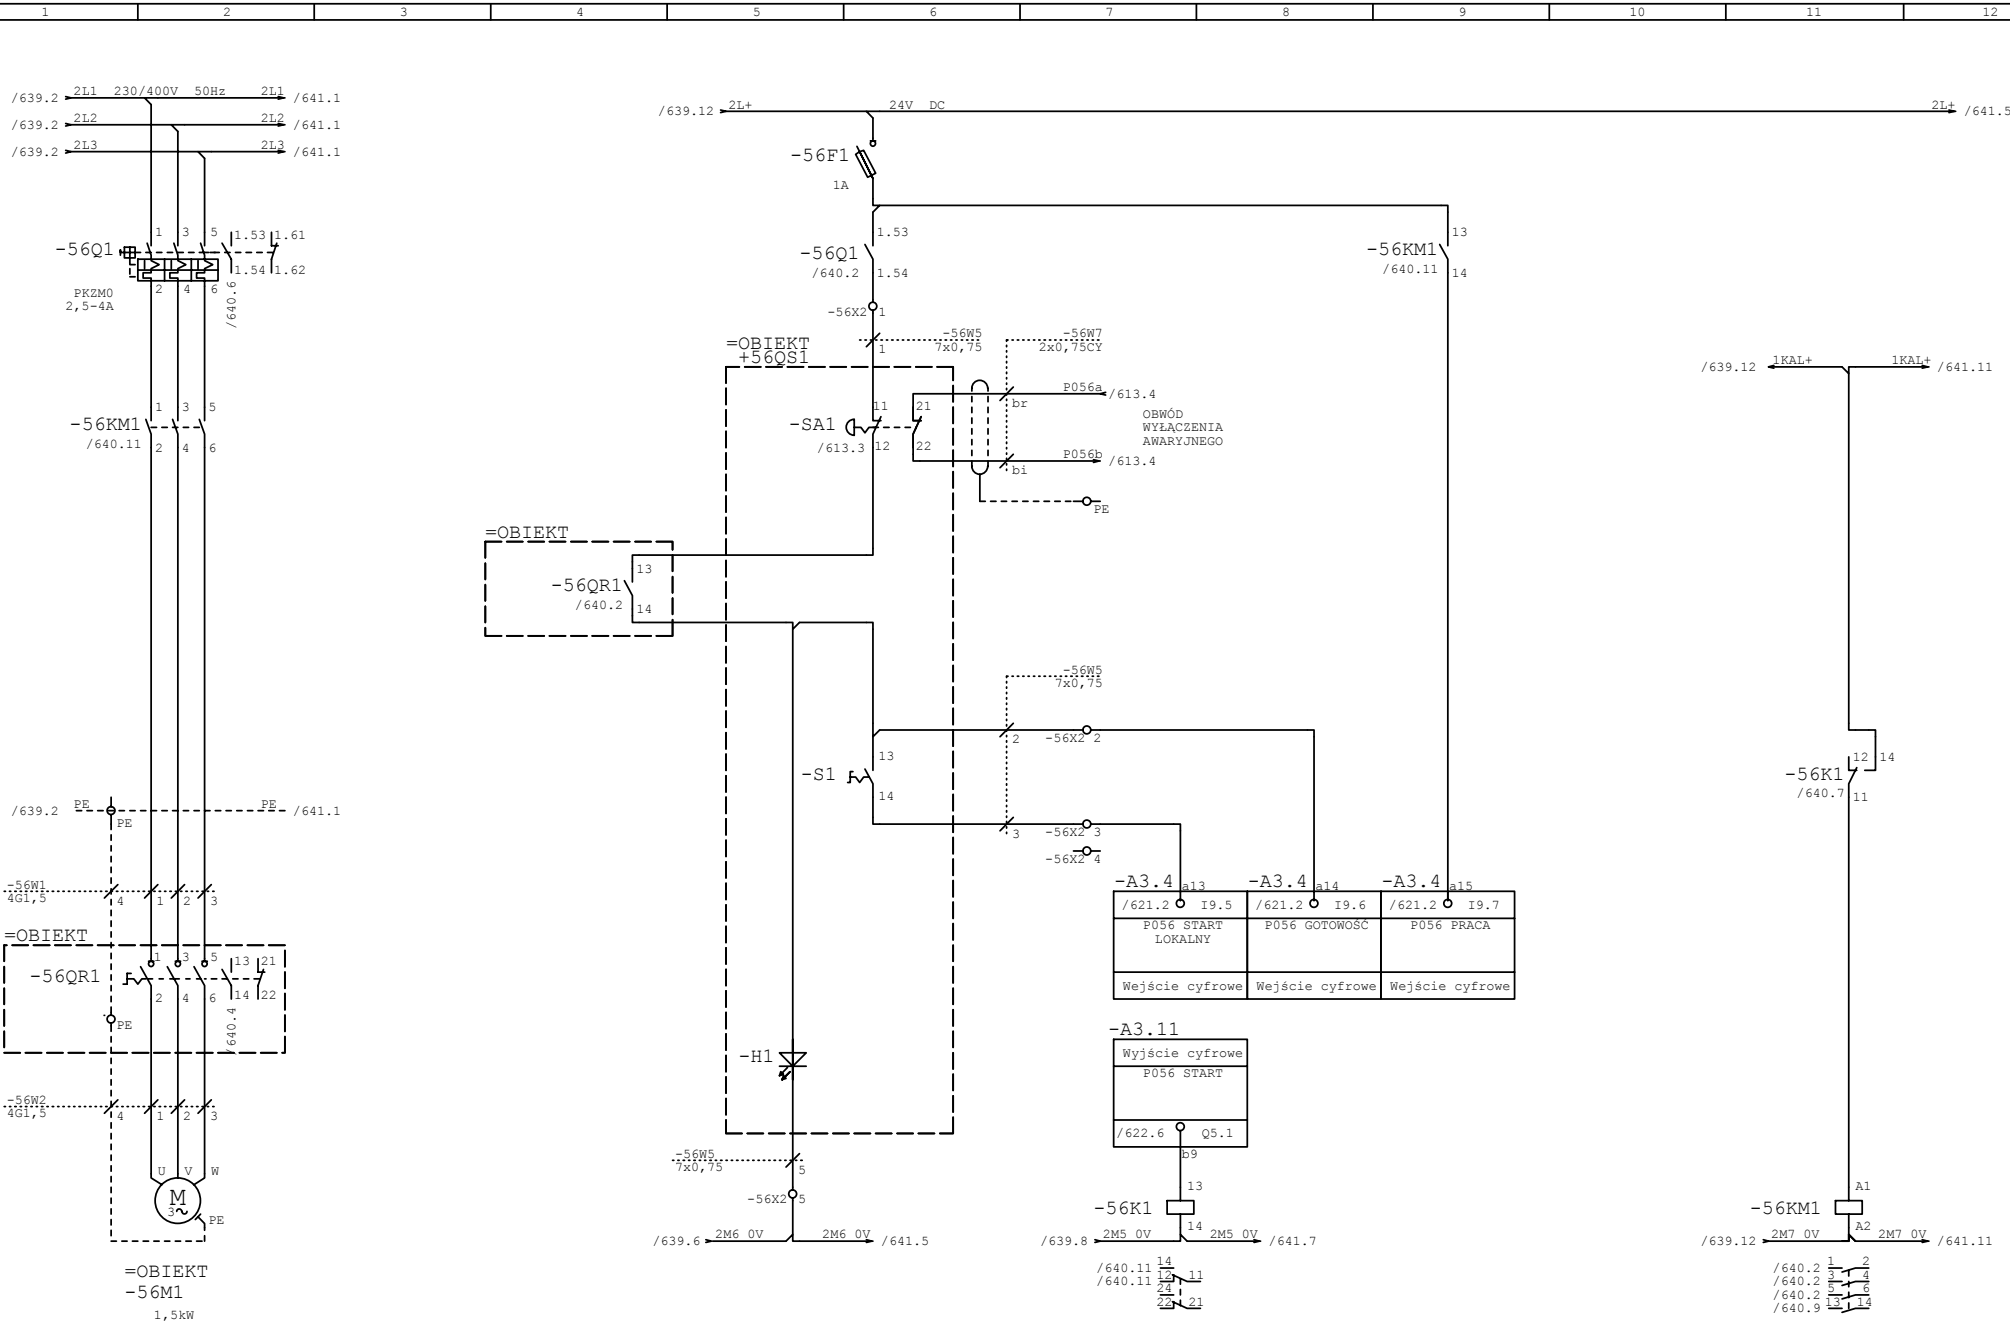 1 2 3 4 5 6 7 8 9 10 11 12
/639.2 2L1 230/400V 50Hz 2L1 /641.1
/639.2 2L2 2L2 /641.1
/639.2 2L3 2L3 /641.1
-56Q1
1 3 5 1.53 1.61
1.54 1.62
2 4 6
/640.6
PKZM0
2,5-4A
-56KM1
/640.11
1 3 5
2 4 6
/639.2 PE PE /641.1
PE
-56W1
4G1,5
4 1 2 3
=OBIEKT
-56QR1
1 3 5 13 21
2 4 6 14 22
PE
/640.4
-56W2
4G1,5
4 1 2 3
U V W
M
3~
PE
=OBIEKT
-56M1
1,5kW
/639.12 2L+ 24V DC 2L+ /641.5
-56F1
1A
-56Q1
/640.2
1.53
1.54
-56X2 1
-56W5
7x0,75
1
-56W7
2x0,75CY
=OBIEKT
+56QS1
-SA1
/613.3
11 21
12 22
br
P056a /613.4
OBWÓD
WYŁĄCZENIA
AWARYJNEGO
P056b /613.4
bi
PE
=OBIEKT
-56QR1
/640.2
13
14
-56W5
7x0,75
2 -56X2 2
-S1
13
14
3 -56X2 3
-56X2 4
-H1
-56W5
7x0,75
5
-56X2 5
/639.6 2M6 0V 2M6 0V /641.5
-56KM1
/640.11
13
14
-A3.4 a13 -A3.4 a14 -A3.4 a15
/621.2 I9.5 /621.2 I9.6 /621.2 I9.7
P056 START P056 GOTOWOŚĆ P056 PRACA
LOKALNY
Wejście cyfrowe Wejście cyfrowe Wejście cyfrowe
-A3.11
Wyjście cyfrowe
P056 START
/622.6 Q5.1
b9
13
-56K1
14
/639.8 2M5 0V 2M5 0V /641.7
/640.11 14
/640.11 12 11
24
22 21
/639.12 1KAL+ 1KAL+ /641.11
-56K1
/640.7
12 14
11
A1
-56KM1
A2
/639.12 2M7 0V 2M7 0V /641.11
/640.2 1 2
/640.2 3 4
/640.2 5 6
/640.9 13 14